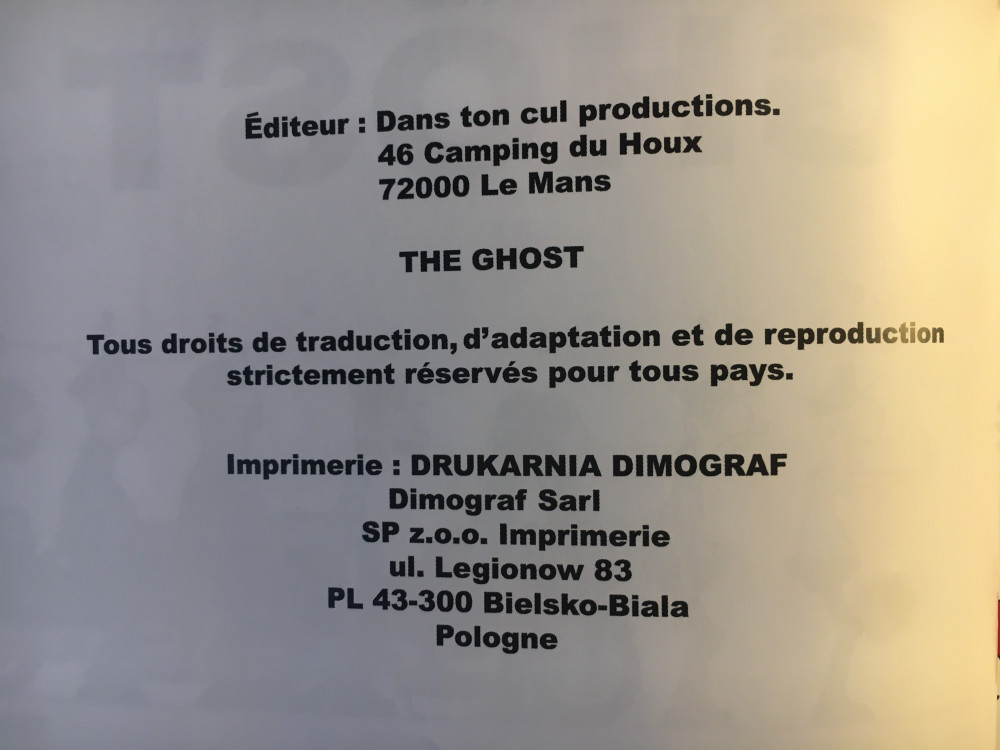 Éditeur : Dans ton cul productions.
46 Camping du Houx
72000 Le Mans
THE GHOST
Tous droits de traduction, d'adaptation et de reproduction
strictement réservés pour tous pays.
Imprimerie : DRUKARNIA DIMOGRAF
Dimograf Sarl
SP z.o.o. Imprimerie
ul. Legionow 83
PL 43-300 Bielsko-Biala
Pologne